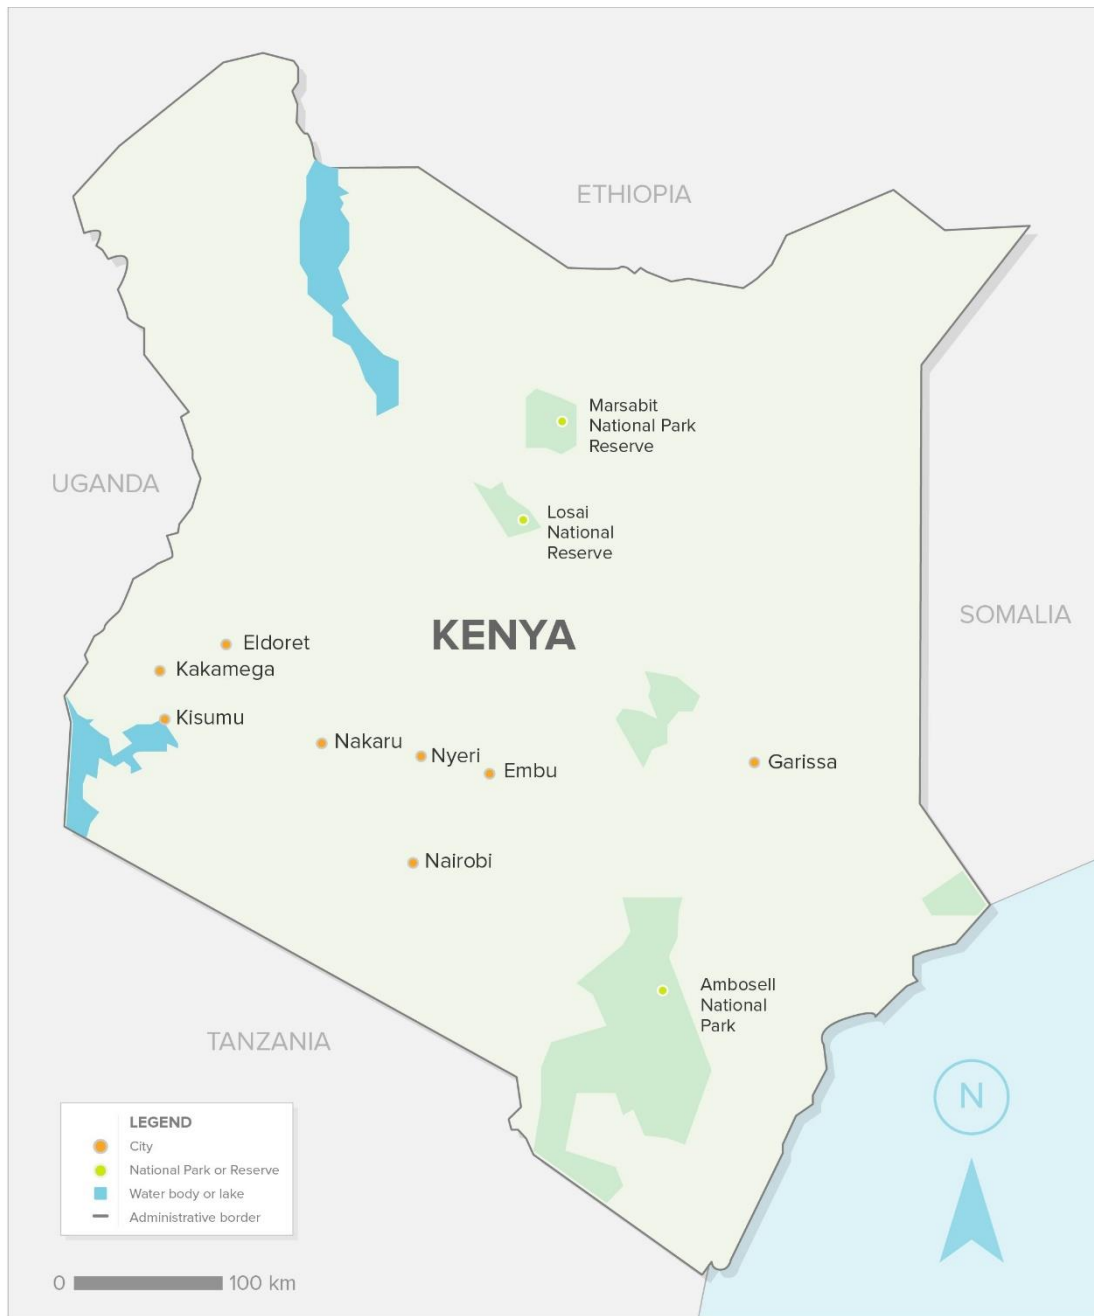 ETHIOPIA
Marsabit
National Park
Reserve
UGANDA
Losai
National
Reserve
SOMALIA
KENYA
Eldoret
Kakamega
Kisumu
Nakaru
Nyeri
Embu
Garissa
Nairobi
Ambosell
National
Park
TANZANIA
N
LEGEND
City
National Park or Reserve
Water body or lake
Administrative border
0 100 km